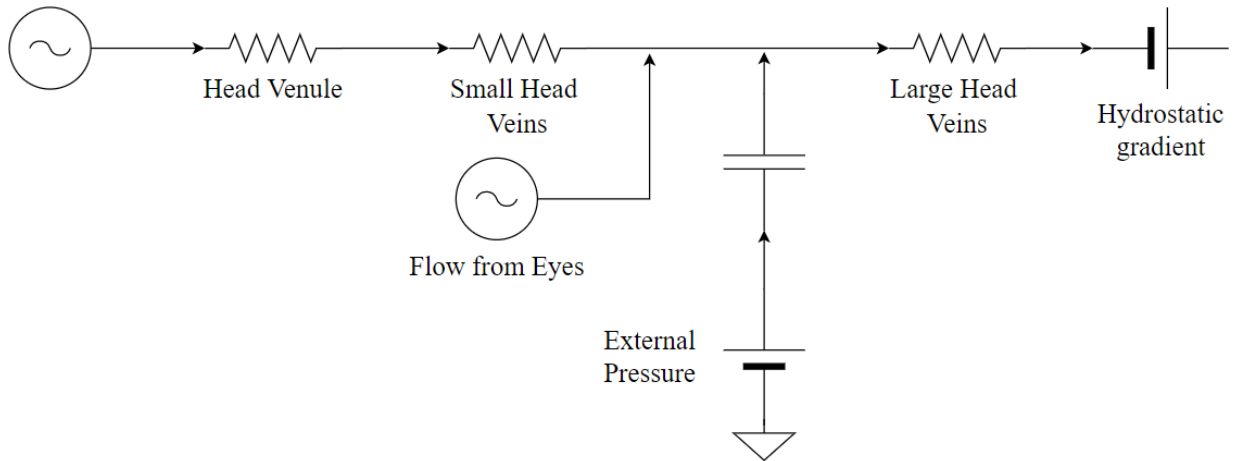 Head Venule
Small Head
Veins
Large Head
Veins
Hydrostatic
gradient
Flow from Eyes
External
Pressure